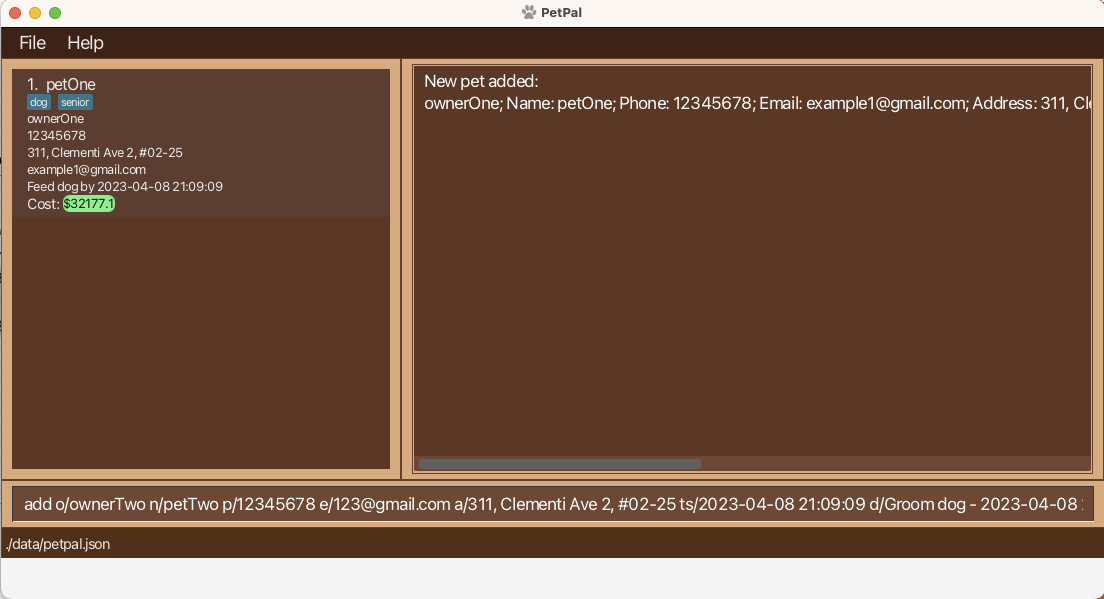 PetPal
File Help
1. petOne
dog senior
ownerOne
12345678
311, Clementi Ave 2, #02-25
example1@gmail.com
Feed dog by 2023-04-08 21:09:09
Cost: $32177.1
New pet added:
ownerOne; Name: petOne; Phone: 12345678; Email: example1@gmail.com; Address: 311, Cle
add o/ownerTwo n/petTwo p/12345678 e/123@gmail.com a/311, Clementi Ave 2, #02-25 ts/2023-04-08 21:09:09 d/Groom dog - 2023-04-08
./data/petpal.json